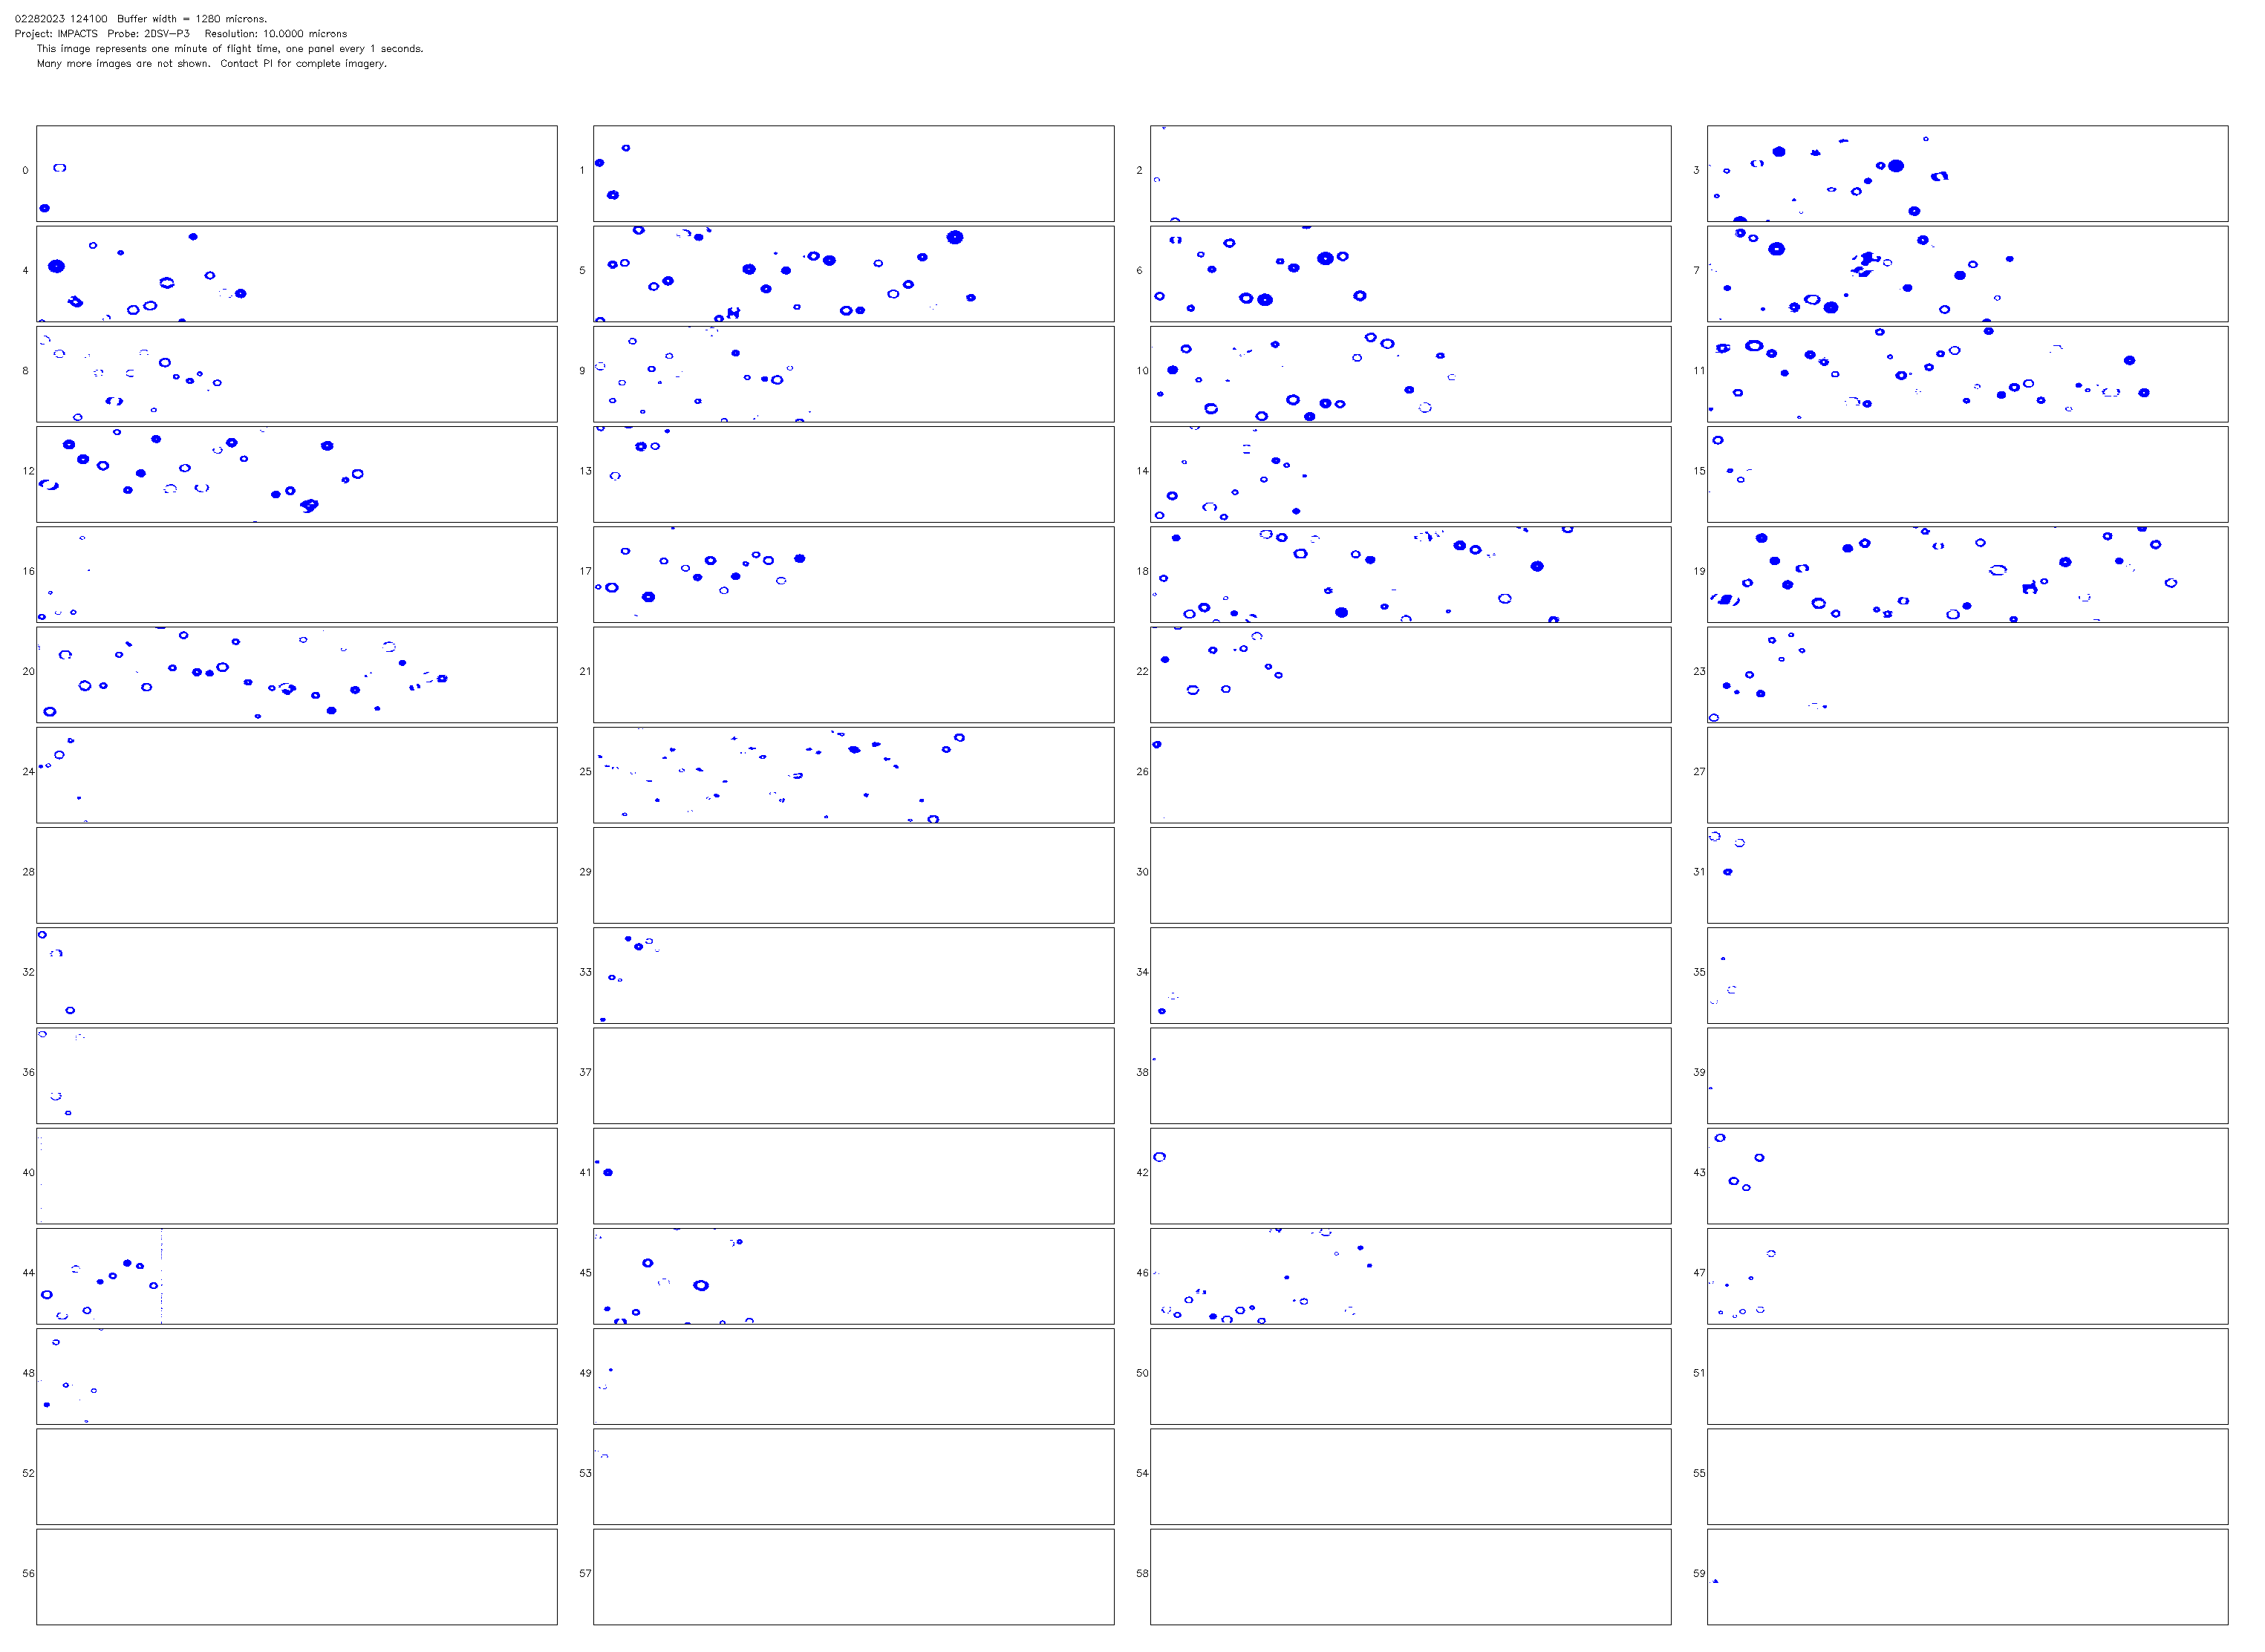 02282023 124100  Buffer width = 1280 microns.
Project: IMPACTS  Probe: 2DSV-P3   Resolution: 10.0000 microns
This image represents one minute of flight time, one panel every 1 seconds.
Many more images are not shown.  Contact PI for complete imagery.
0 1 2 3
4 5 6 7
8 9 10 11
12 13 14 15
16 17 18 19
20 21 22 23
24 25 26 27
28 29 30 31
32 33 34 35
36 37 38 39
40 41 42 43
44 45 46 47
48 49 50 51
52 53 54 55
56 57 58 59